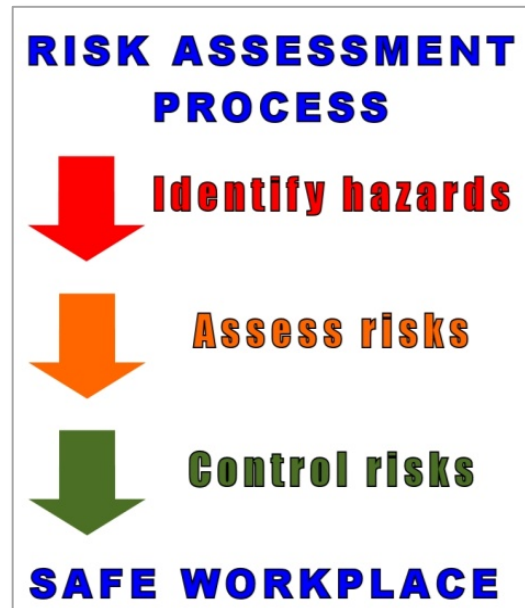 RISK ASSESSMENT
PROCESS
Identify hazards
Assess risks
Control risks
SAFE WORKPLACE